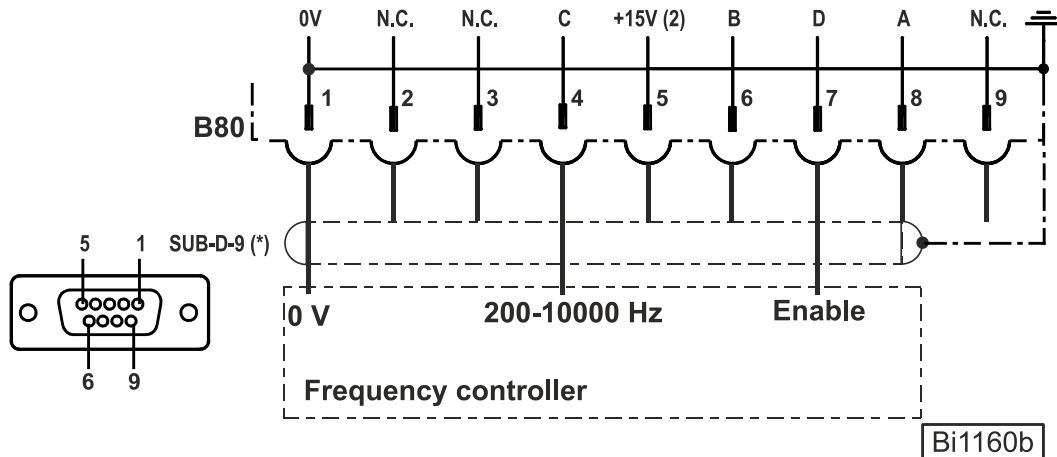 0V N.C. N.C. C +15V (2) B D A N.C.
1 2 3 4 5 6 7 8 9
B80
5 1 SUB-D-9 (*)
0 V 200-10000 Hz Enable
6 9
Frequency controller
Bi1160b